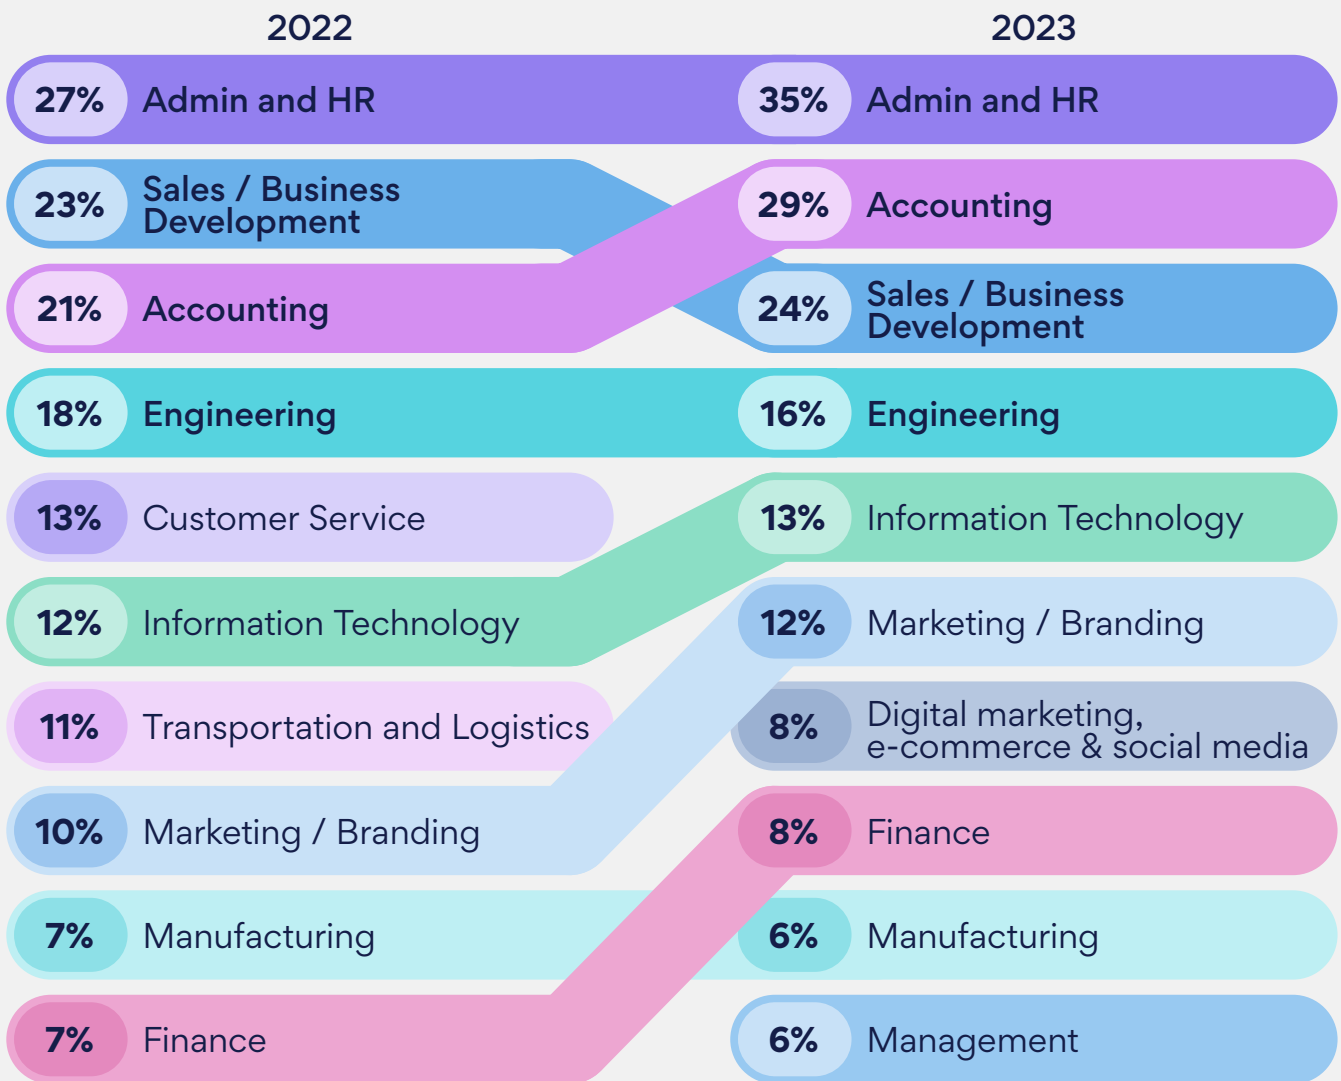 2022
2023
27% Admin and HR
35% Admin and HR
23% Sales / Business
Development
29% Accounting
21% Accounting
24% Sales / Business
Development
18% Engineering
16% Engineering
13% Customer Service
13% Information Technology
12% Information Technology
12% Marketing / Branding
11% Transportation and Logistics
8% Digital marketing,
e-commerce & social media
10% Marketing / Branding
8% Finance
7% Manufacturing
6% Manufacturing
7% Finance
6% Management